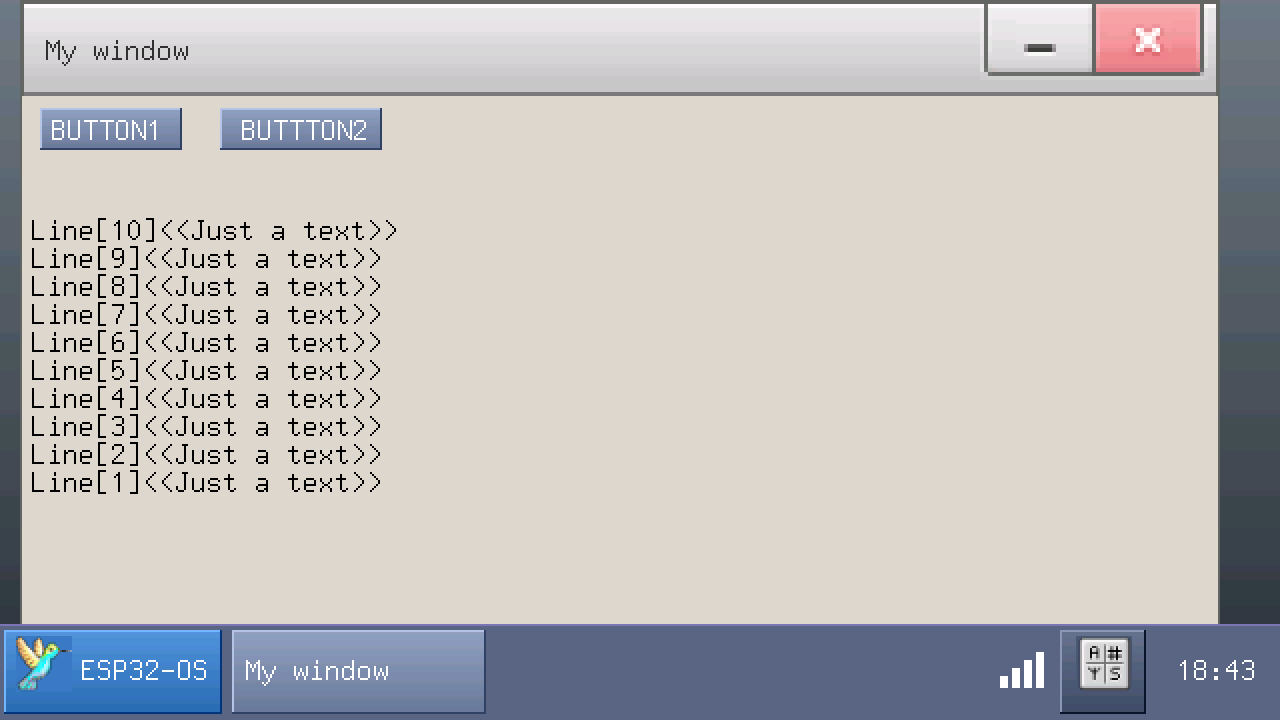 My window
BUTTON1 BUTTTON2
Line[10]<<Just a text>>
Line[9]<<Just a text>>
Line[8]<<Just a text>>
Line[7]<<Just a text>>
Line[6]<<Just a text>>
Line[5]<<Just a text>>
Line[4]<<Just a text>>
Line[3]<<Just a text>>
Line[2]<<Just a text>>
Line[1]<<Just a text>>
ESP32-OS My window A# YS 18:43